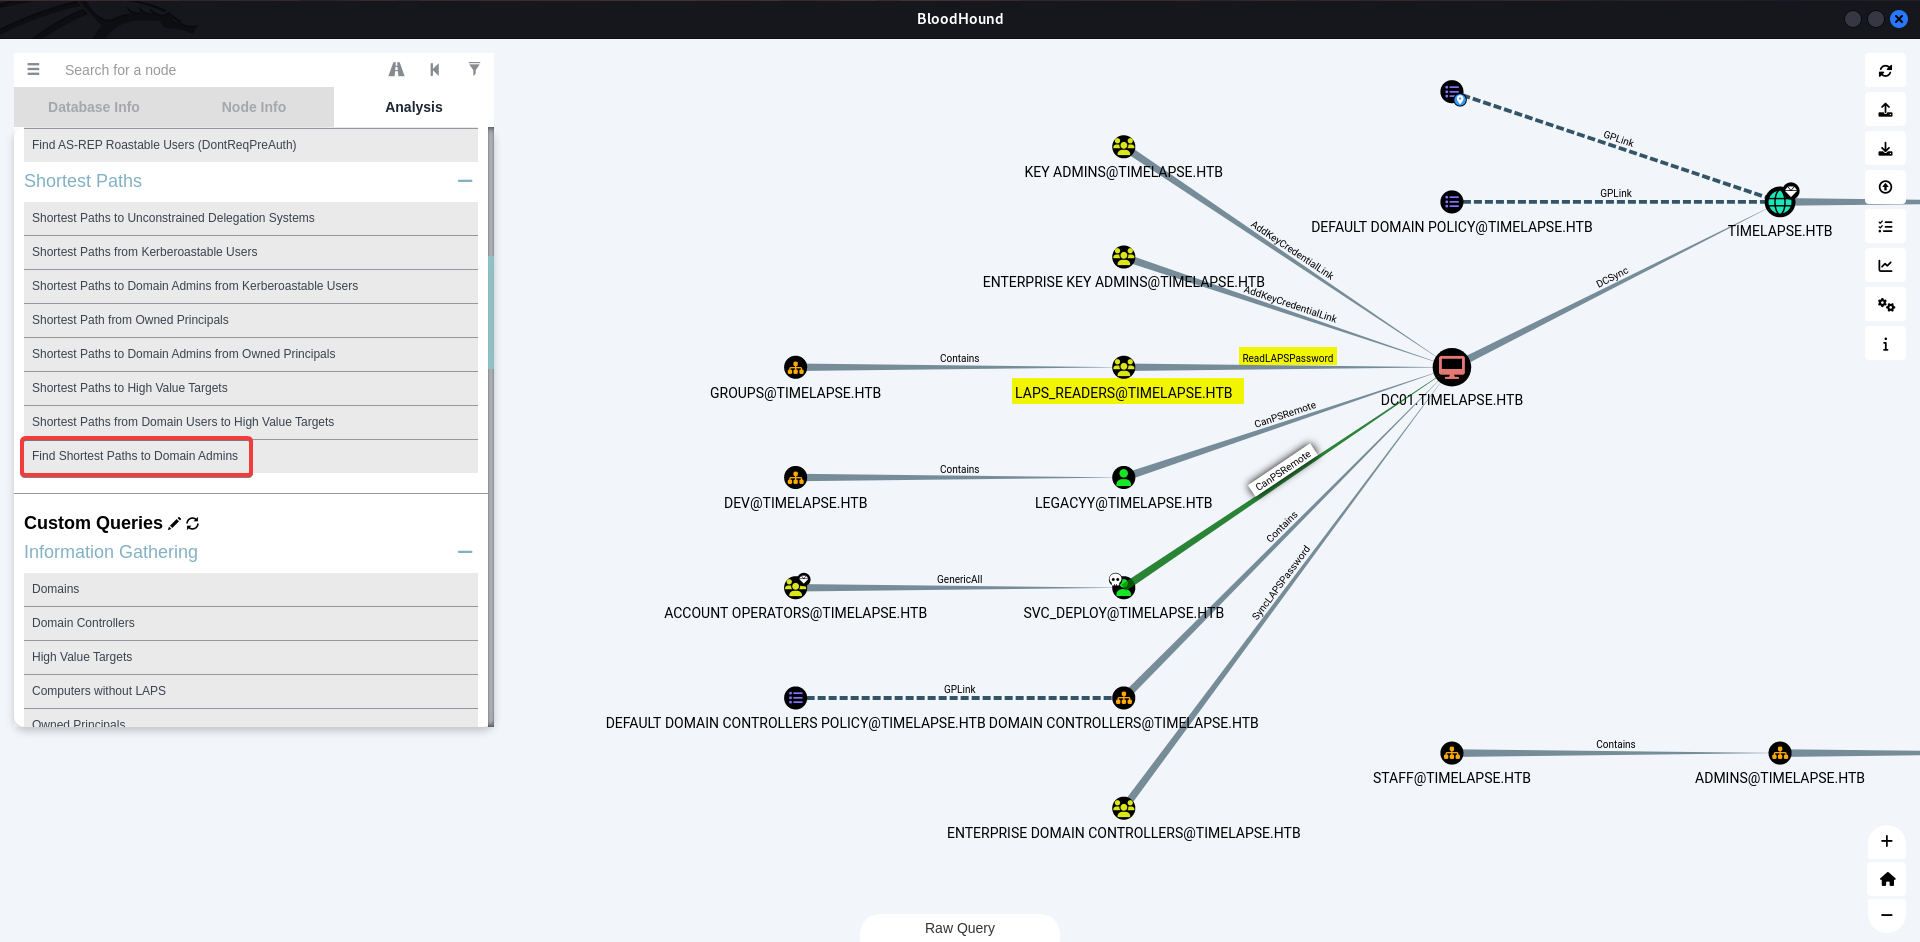 BloodHound
Search for a node
Database Info
Node Info
Analysis
Find AS-REP Roastable Users (DontReqPreAuth)
Shortest Paths
Shortest Paths to Unconstrained Delegation Systems
Shortest Paths from Kerberoastable Users
Shortest Paths to Domain Admins from Kerberoastable Users
Shortest Path from Owned Principals
Shortest Paths to Domain Admins from Owned Principals
Shortest Paths to High Value Targets
Shortest Paths from Domain Users to High Value Targets
Find Shortest Paths to Domain Admins
Custom Queries
Information Gathering
Domains
Domain Controllers
High Value Targets
Computers without LAPS
Owned Principals
GPLink
KEY ADMINS@TIMELAPSE.HTB
GPLink
DEFAULT DOMAIN POLICY@TIMELAPSE.HTB
TIMELAPSE.HTB
AddKeyCredentialLink
ENTERPRISE KEY ADMINS@TIMELAPSE.HTB
DCSync
AddKeyCredentialLink
Contains
ReadLAPSPassword
GROUPS@TIMELAPSE.HTB
LAPS_READERS@TIMELAPSE.HTB
DC01.TIMELAPSE.HTB
CanPSRemote
Contains
CanPSRemote
DEV@TIMELAPSE.HTB
LEGACYY@TIMELAPSE.HTB
Contains
GenericAll
SyncLAPSPassword
ACCOUNT OPERATORS@TIMELAPSE.HTB
SVC_DEPLOY@TIMELAPSE.HTB
GPLink
DEFAULT DOMAIN CONTROLLERS POLICY@TIMELAPSE.HTB
DOMAIN CONTROLLERS@TIMELAPSE.HTB
Contains
STAFF@TIMELAPSE.HTB
ADMINS@TIMELAPSE.HTB
ENTERPRISE DOMAIN CONTROLLERS@TIMELAPSE.HTB
Raw Query